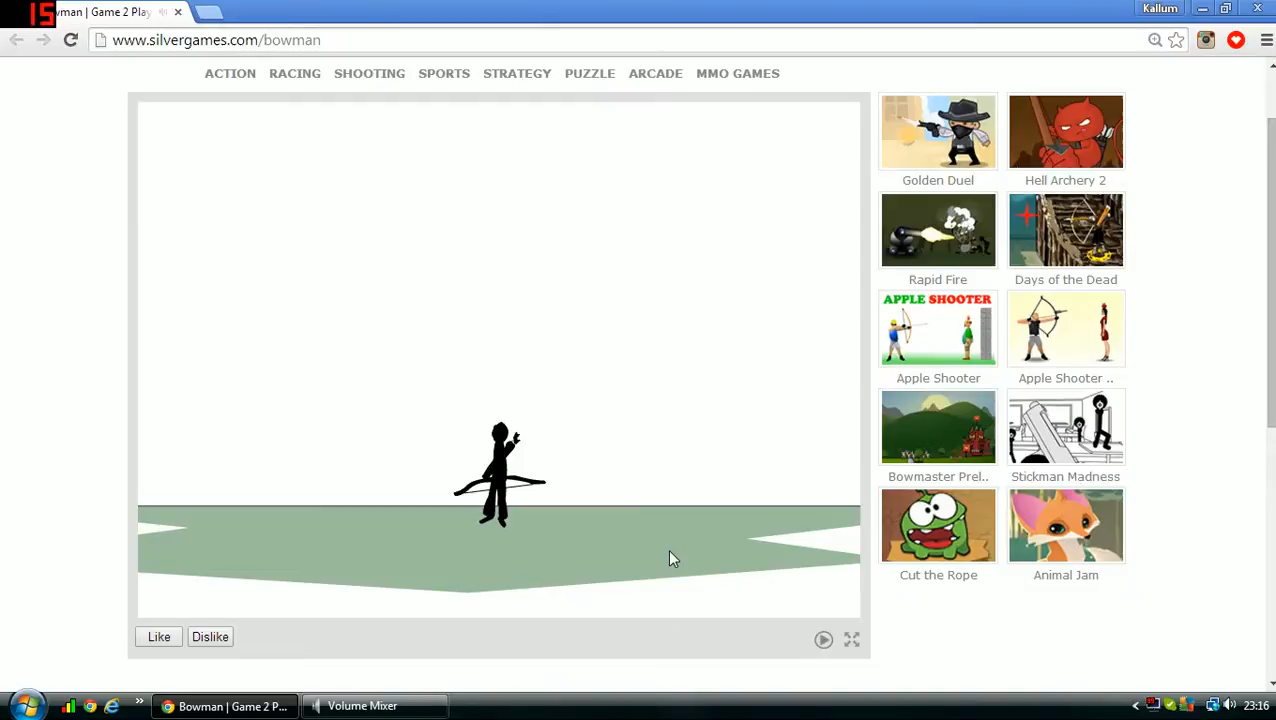 15
owman | Game 2 Play
Kallum
www.silvergames.com/bowman
ACTION RACING SHOOTING SPORTS STRATEGY PUZZLE ARCADE MMO GAMES
Golden Duel
Hell Archery 2
Rapid Fire
Days of the Dead
APPLE SHOOTER
Apple Shooter
Apple Shooter ..
Bowmaster Prel..
Stickman Madness
Cut the Rope
Animal Jam
Like
Dislike
Bowman | Game 2 P...
Volume Mixer
23:16